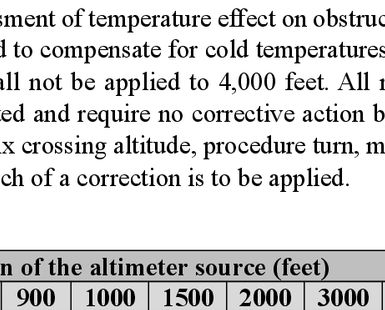 sment of temperature effect on obstruc
d to compensate for cold temperatures
all not be applied to 4,000 feet. All
ted and require no corrective action b
x crossing altitude, procedure turn, m
ch of a correction is to be applied.
n of the altimeter source (feet)
900 1000 1500 2000 3000